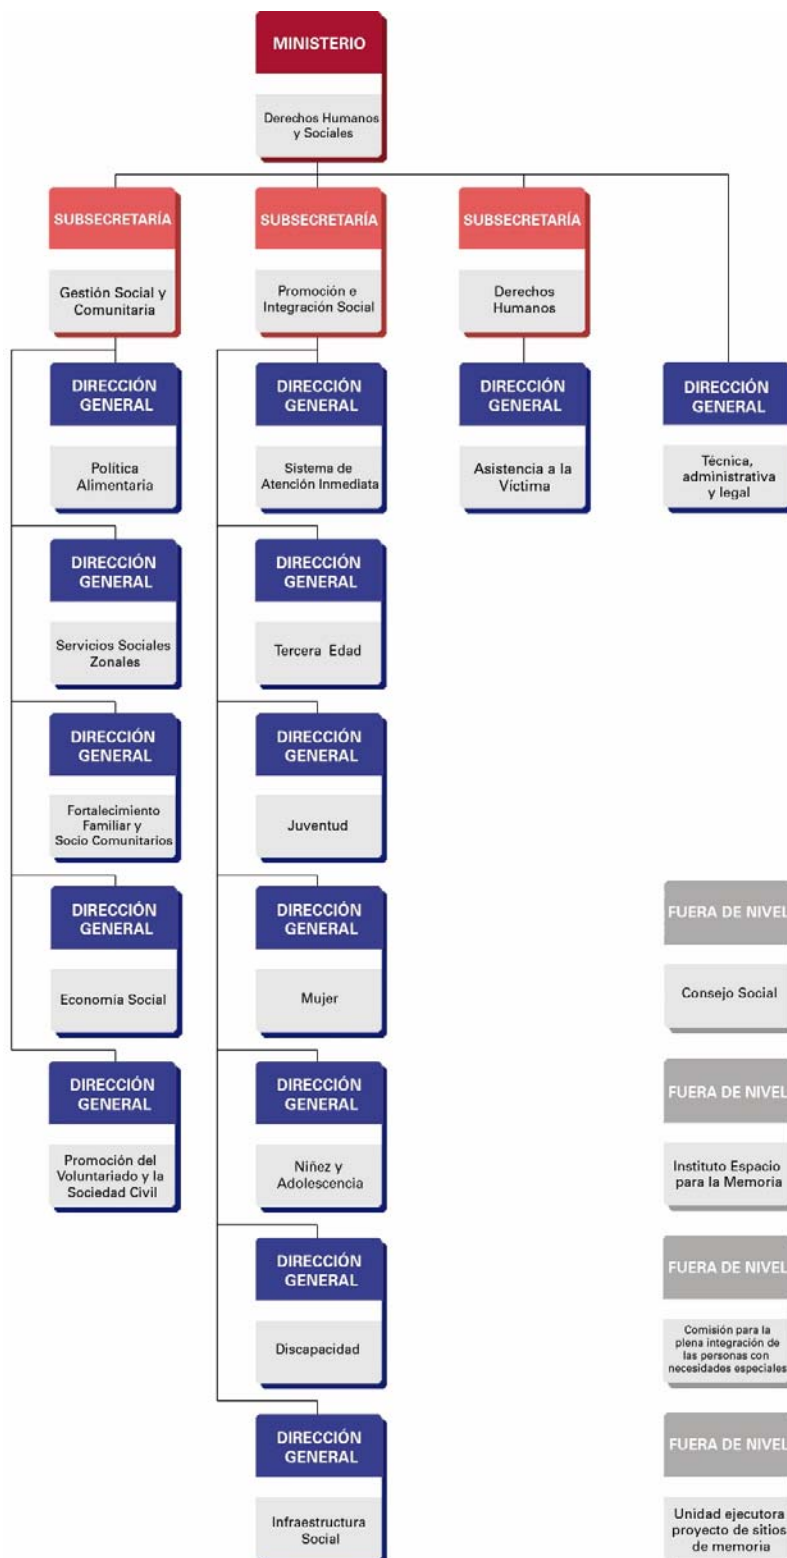 MINISTERIO
Derechos Humanos
y Sociales
SUBSECRETARÍA
Gestión Social y
Comunitaria
SUBSECRETARÍA
Promoción e
Integración Social
SUBSECRETARÍA
Derechos
Humanos
DIRECCIÓN
GENERAL
Política
Alimentaria
DIRECCIÓN
GENERAL
Sistema de
Atención Inmediata
DIRECCIÓN
GENERAL
Asistencia a la
Víctima
DIRECCIÓN
GENERAL
Técnica,
administrativa
y legal
DIRECCIÓN
GENERAL
Servicios Sociales
Zonales
DIRECCIÓN
GENERAL
Tercera Edad
DIRECCIÓN
GENERAL
Fortalecimiento
Familiar y
Socio Comunitarios
DIRECCIÓN
GENERAL
Juventud
DIRECCIÓN
GENERAL
Economía Social
DIRECCIÓN
GENERAL
Mujer
FUERA DE NIVEL
Consejo Social
DIRECCIÓN
GENERAL
Promoción del
Voluntariado y la
Sociedad Civil
DIRECCIÓN
GENERAL
Niñez y
Adolescencia
FUERA DE NIVEL
Instituto Espacio
para la Memoria
DIRECCIÓN
GENERAL
Discapacidad
FUERA DE NIVEL
Comisión para la
plena integración de
las personas con
necesidades especiales
DIRECCIÓN
GENERAL
Infraestructura
Social
FUERA DE NIVEL
Unidad ejecutora
proyecto de sitios
de memoria